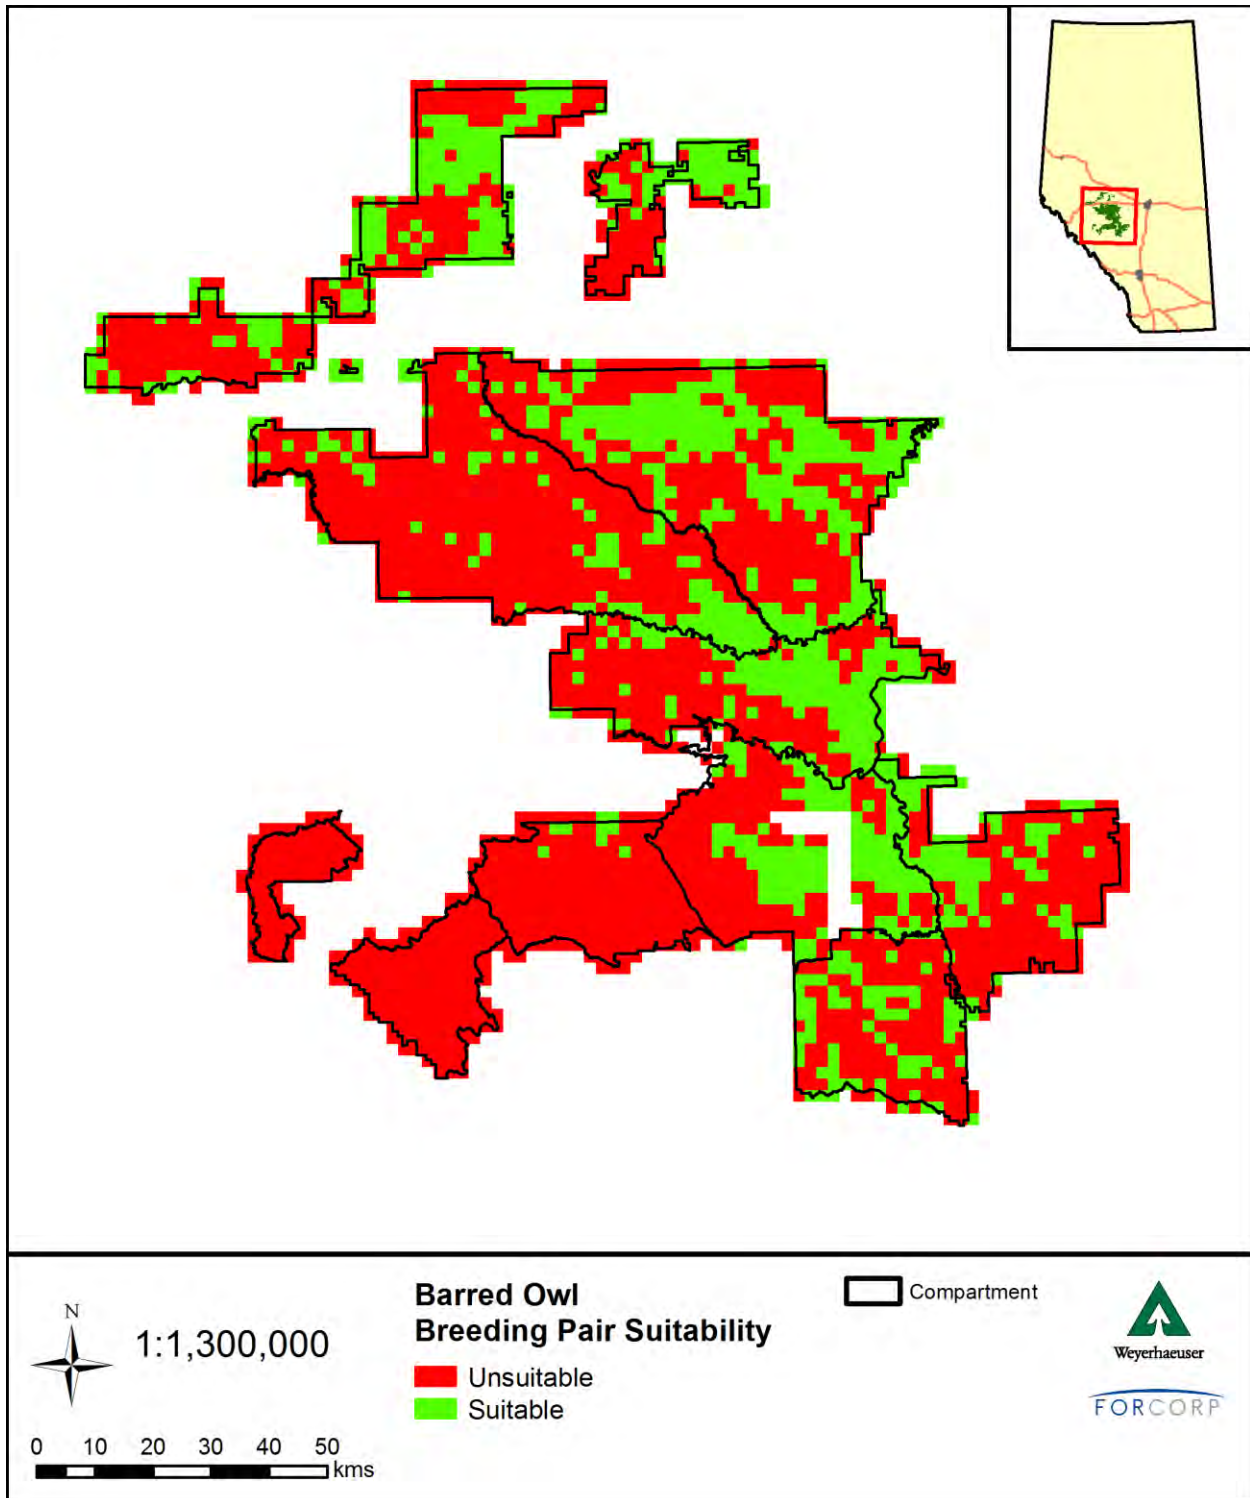 N
1:1,300,000
0 10 20 30 40 50
kms
Barred Owl
Breeding Pair Suitability
Unsuitable
Suitable
Compartment
Weyerhaeuser
FORCORP